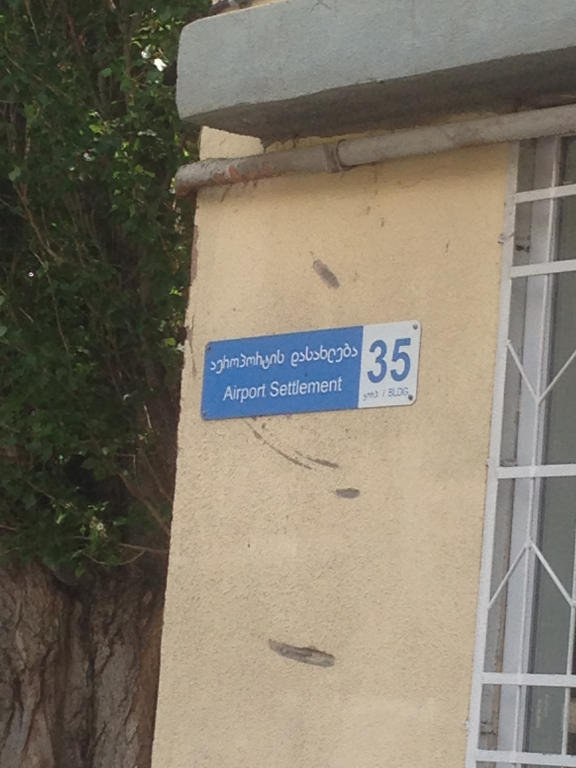 აეროპორტის დასახლება
Airport Settlement
35
კორპ. / BLDG.